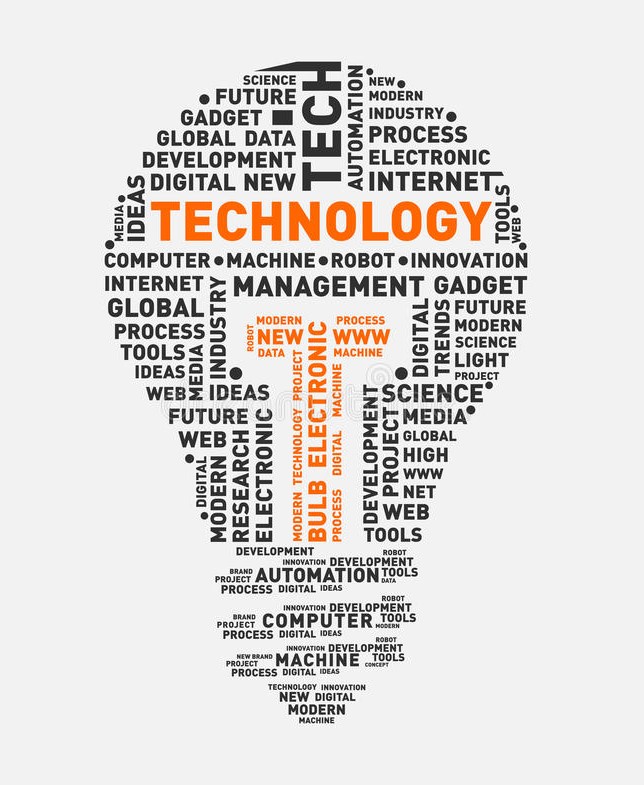 SCIENCE
FUTURE
GADGET
GLOBAL DATA
DEVELOPMENT
DIGITAL NEW
TECH
AUTOMATION
NEW
MODERN
INDUSTRY
PROCESS
ELECTRONIC
INTERNET
MEDIA
IDEAS
TECHNOLOGY
TOOLS
WEB
COMPUTER • MACHINE • ROBOT • INNOVATION
INTERNET
GLOBAL
PROCESS
TOOLS
IDEAS
WEB
MEDIA
INDUSTRY
IDEAS
MANAGEMENT
GADGET
DIGITAL
TRENDS
FUTURE
MODERN
SCIENCE
LIGHT
PROJECT
ROBOT
MODERN
NEW
DATA
PROCESS
WWW
MACHINE
MODERN TECHNOLOGY PROJECT
BULB ELECTRONIC
PROCESS DIGITAL MACHINE
FUTURE
WEB
DIGITAL
MODERN
RESEARCH
ELECTRONIC
DEVELOPMENT
PROJECT
SCIENCE
MEDIA
GLOBAL
HIGH
WWW
NET
WEB
TOOLS
DEVELOPMENT
ROBOT
INNOVATION DEVELOPMENT
BRAND
PROJECT
AUTOMATION
TOOLS
DATA
PROCESS DIGITAL IDEAS
ROBOT
INNOVATION DEVELOPMENT
BRAND
PROJECT
COMPUTER
TOOLS
MODERN
PROCESS DIGITAL IDEAS
ROBOT
INNOVATION DEVELOPMENT
NEW BRAND
PROJECT
MACHINE
TOOLS
CONCEPT
PROCESS DIGITAL IDEAS
TECHNOLOGY INNOVATION
NEW DIGITAL
MODERN
MACHINE